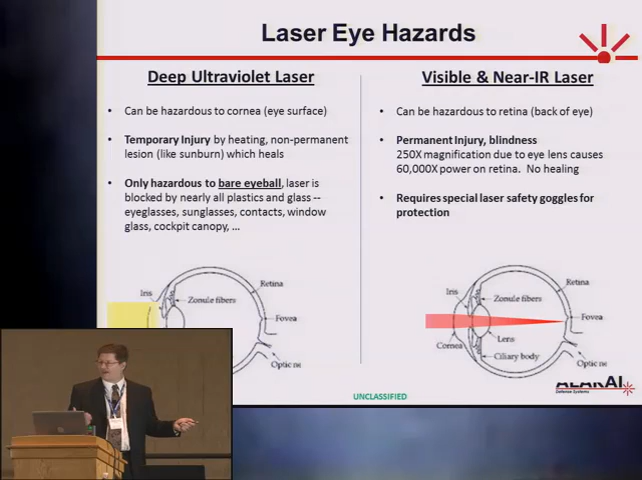 Laser Eye Hazards
Deep Ultraviolet Laser
• Can be hazardous to cornea (eye surface)
• Temporary Injury by heating, non-permanent
lesion (like sunburn) which heals
• Only hazardous to bare eyeball, laser is
blocked by nearly all plastics and glass --
eyeglasses, sunglasses, contacts, window
glass, cockpit canopy, ...
Iris
Retina
Zonule fibers
Fovea
Optic ne
Visible & Near-IR Laser
• Can be hazardous to retina (back of eye)
• Permanent Injury, blindness
250X magnification due to eye lens causes
60,000X power on retina. No healing
• Requires special laser safety goggles for
protection
Iris
Retina
Zonule fibers
Fovea
Lens
Cornea
Ciliary body
Optic ne
ALAKAI
Defense Systems
UNCLASSIFIED